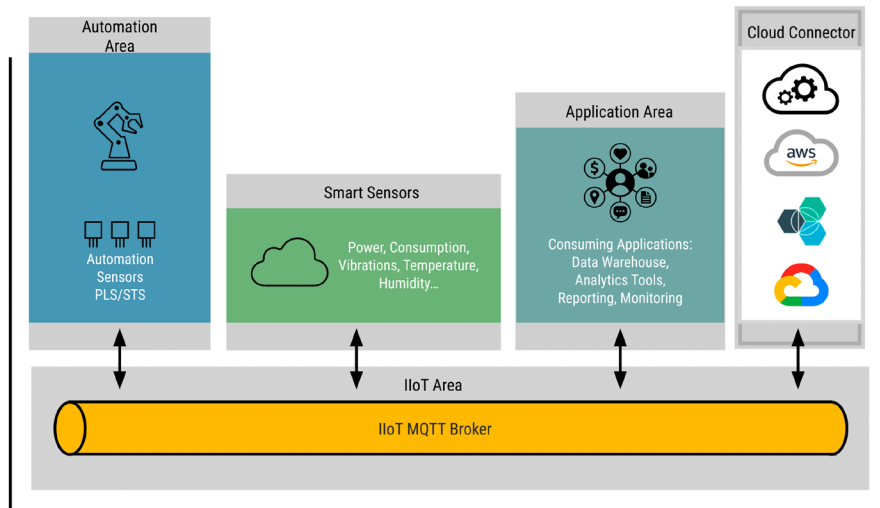 Automation
Area
Automation
Sensors
PLS/STS
Smart Sensors
Power, Consumption,
Vibrations, Temperature,
Humidity...
Application Area
$
Consuming Applications:
Data Warehouse,
Analytics Tools,
Reporting, Monitoring
Cloud Connector
aws
IIoT Area
IIoT MQTT Broker